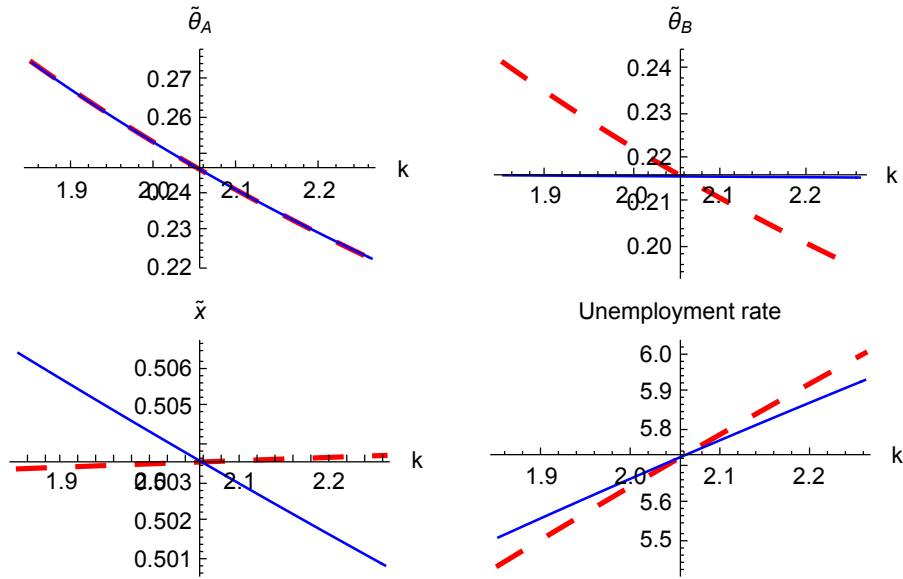 θ̃_A
0.27
0.26
0.24
0.23
0.22
1.9 2.0 2.1 2.2 k
θ̃_B
0.24
0.23
0.22
0.21
0.20
1.9 2.0 2.1 2.2 k
x̃
0.506
0.505
0.503
0.502
0.501
1.9 2.0 2.1 2.2 k
Unemployment rate
6.0
5.9
5.8
5.6
5.5
1.9 2.0 2.1 2.2 k